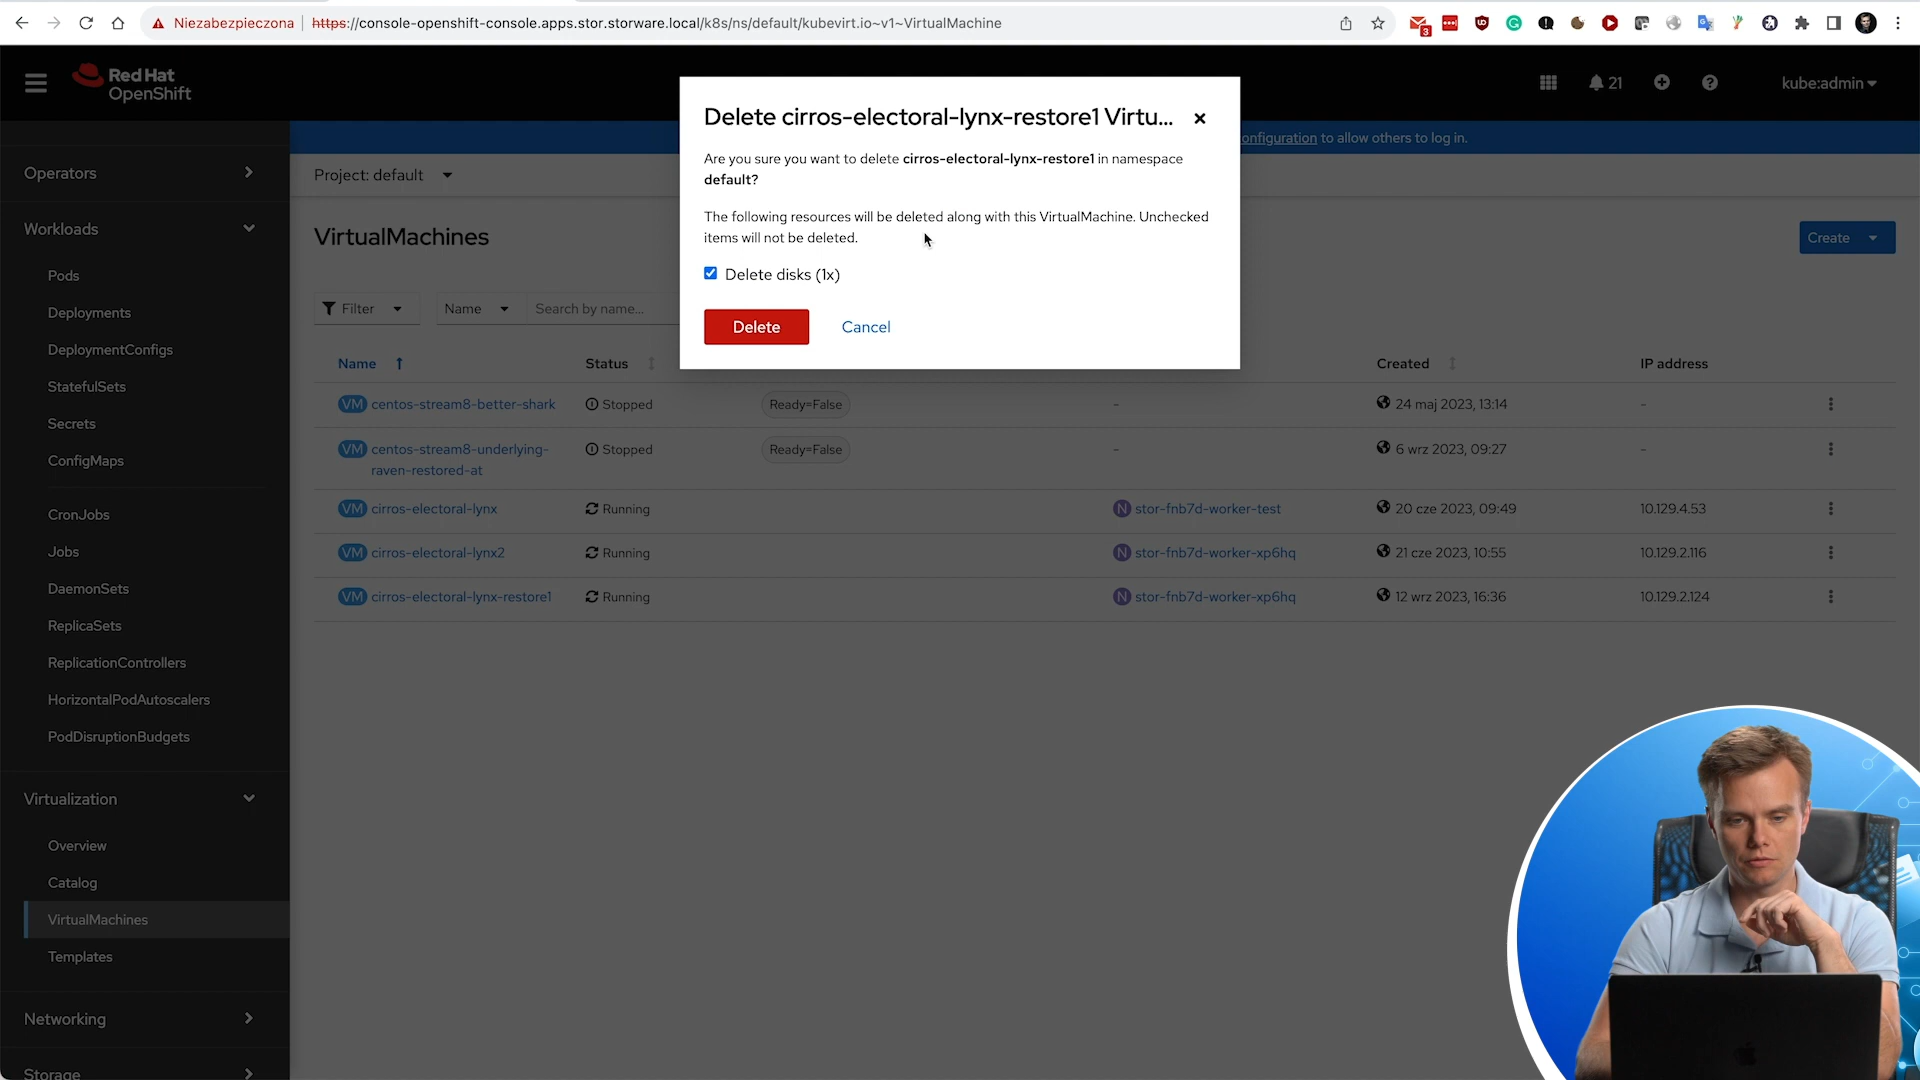 Niezabezpieczona
https://console-openshift-console.apps.stor.storware.local/k8s/ns/default/kubevirt.io~v1~VirtualMachine
3
Red Hat
OpenShift
21
kube:admin
onfiguration to allow others to log in.
Delete cirros-electoral-lynx-restore1 Virtu...
Are you sure you want to delete cirros-electoral-lynx-restore1 in namespace
default?
The following resources will be deleted along with this VirtualMachine. Unchecked
items will not be deleted.
Delete disks (1x)
Delete
Cancel
Operators
Workloads
Pods
Deployments
DeploymentConfigs
StatefulSets
Secrets
ConfigMaps
CronJobs
Jobs
DaemonSets
ReplicaSets
ReplicationControllers
HorizontalPodAutoscalers
PodDisruptionBudgets
Virtualization
Overview
Catalog
VirtualMachines
Templates
Networking
Storage
Project: default
VirtualMachines
Create
Filter
Name
Search by name...
Name
Status
Created
IP address
VM centos-stream8-better-shark Stopped Ready=False - 24 maj 2023, 13:14 -
VM centos-stream8-underlying-
raven-restored-at Stopped Ready=False - 6 wrz 2023, 09:27 -
VM cirros-electoral-lynx Running N stor-fnb7d-worker-test 20 cze 2023, 09:49 10.129.4.53
VM cirros-electoral-lynx2 Running N stor-fnb7d-worker-xp6hq 21 cze 2023, 10:55 10.129.2.116
VM cirros-electoral-lynx-restore1 Running N stor-fnb7d-worker-xp6hq 12 wrz 2023, 16:36 10.129.2.124